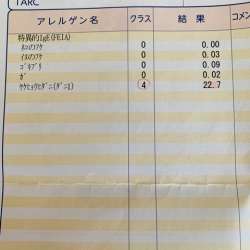 TARC
アレルゲン名 クラス 結果 コメン
特異的IgE(FEIA)
ﾈｺのﾌｹ 0 0.00
ｲﾇのﾌｹ 0 0.03
ｺﾞｷﾌﾞﾘ 0 0.09
ｶﾞ 0 0.02
ﾔｹﾋｮｳﾋﾀﾞﾆ(ﾀﾞﾆ1) 4 22.7